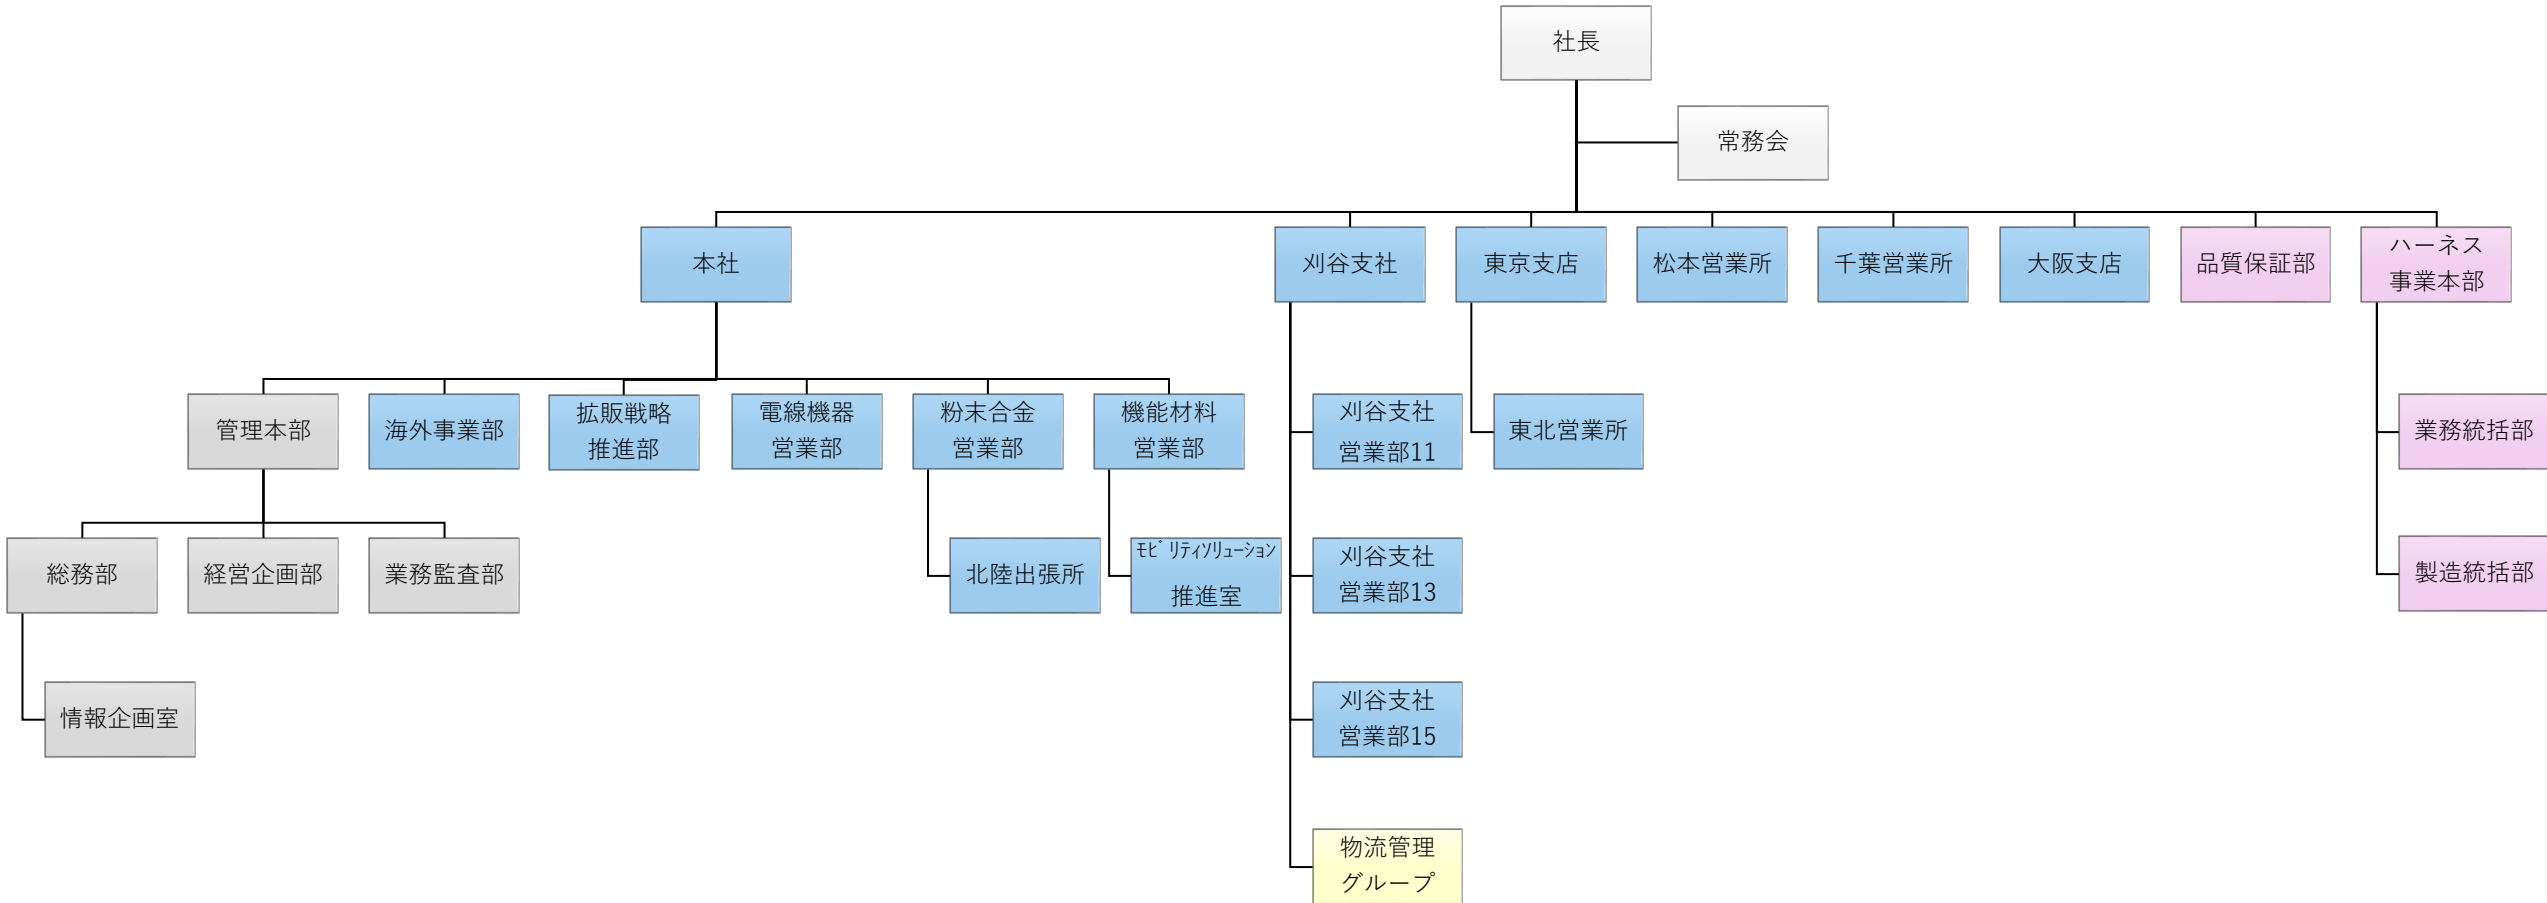 社長
常務会
本社
刈谷支社
東京支店
松本営業所
千葉営業所
大阪支店
品質保証部
ハーネス
事業本部
管理本部
海外事業部
拡販戦略
推進部
電線機器
営業部
粉末合金
営業部
機能材料
営業部
刈谷支社
営業部11
東北営業所
業務統括部
総務部
経営企画部
業務監査部
北陸出張所
ﾓﾋﾞﾘﾃｨｿﾘｭｰｼｮﾝ
推進室
刈谷支社
営業部13
製造統括部
情報企画室
刈谷支社
営業部15
物流管理
グループ